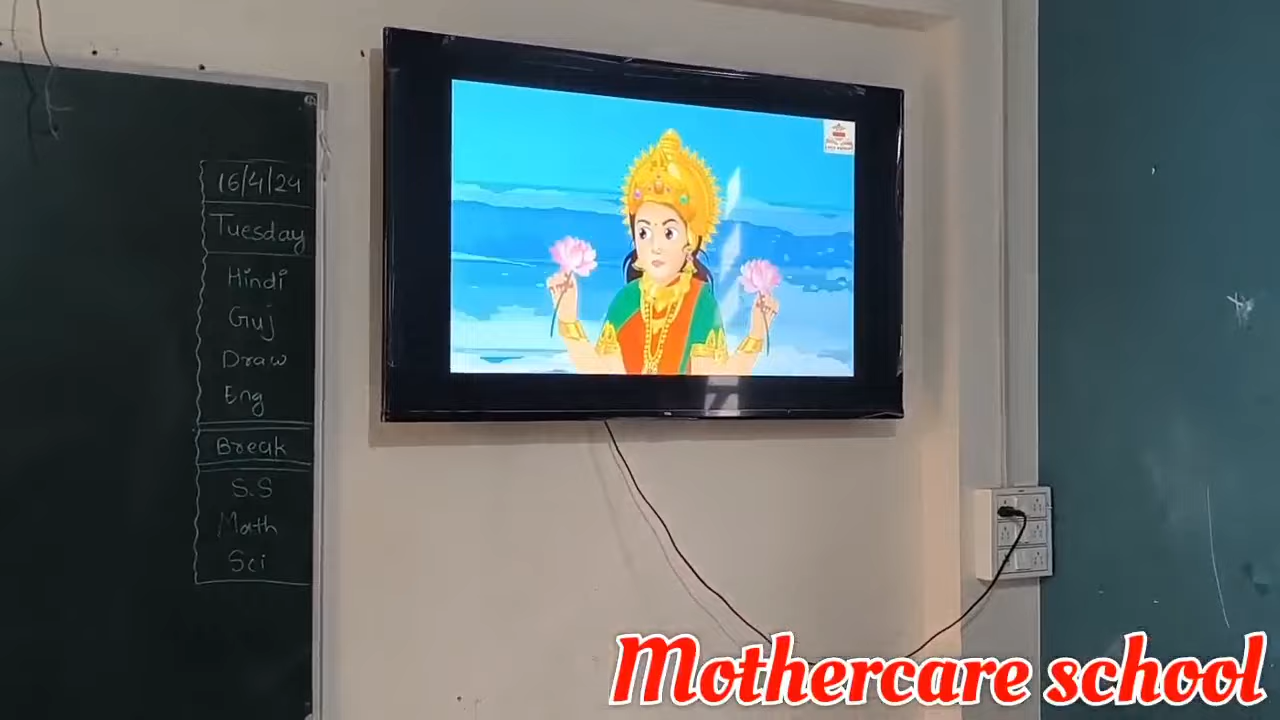 16/4/24
Tuesday
Hindi
Guj
Draw
Eng
Break
S.S
Math
Sci
Mothercare school